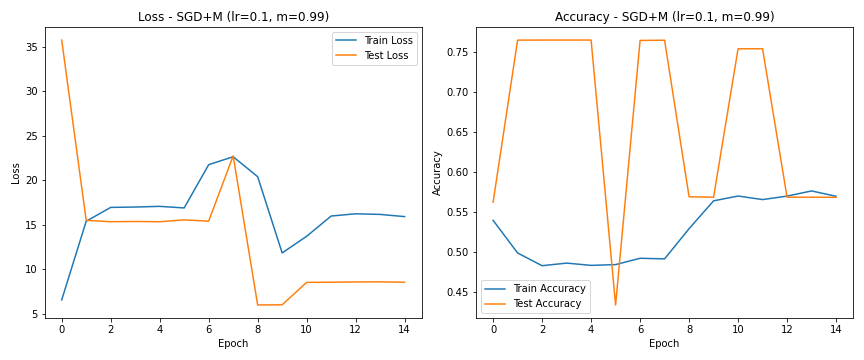 Loss - SGD+M (lr=0.1, m=0.99)
Train Loss
Test Loss
35
30
25
20
15
10
5
Loss
0 2 4 6 8 10 12 14
Epoch
Accuracy - SGD+M (lr=0.1, m=0.99)
0.75
0.70
0.65
0.60
0.55
0.50
0.45
Accuracy
Train Accuracy
Test Accuracy
0 2 4 6 8 10 12 14
Epoch